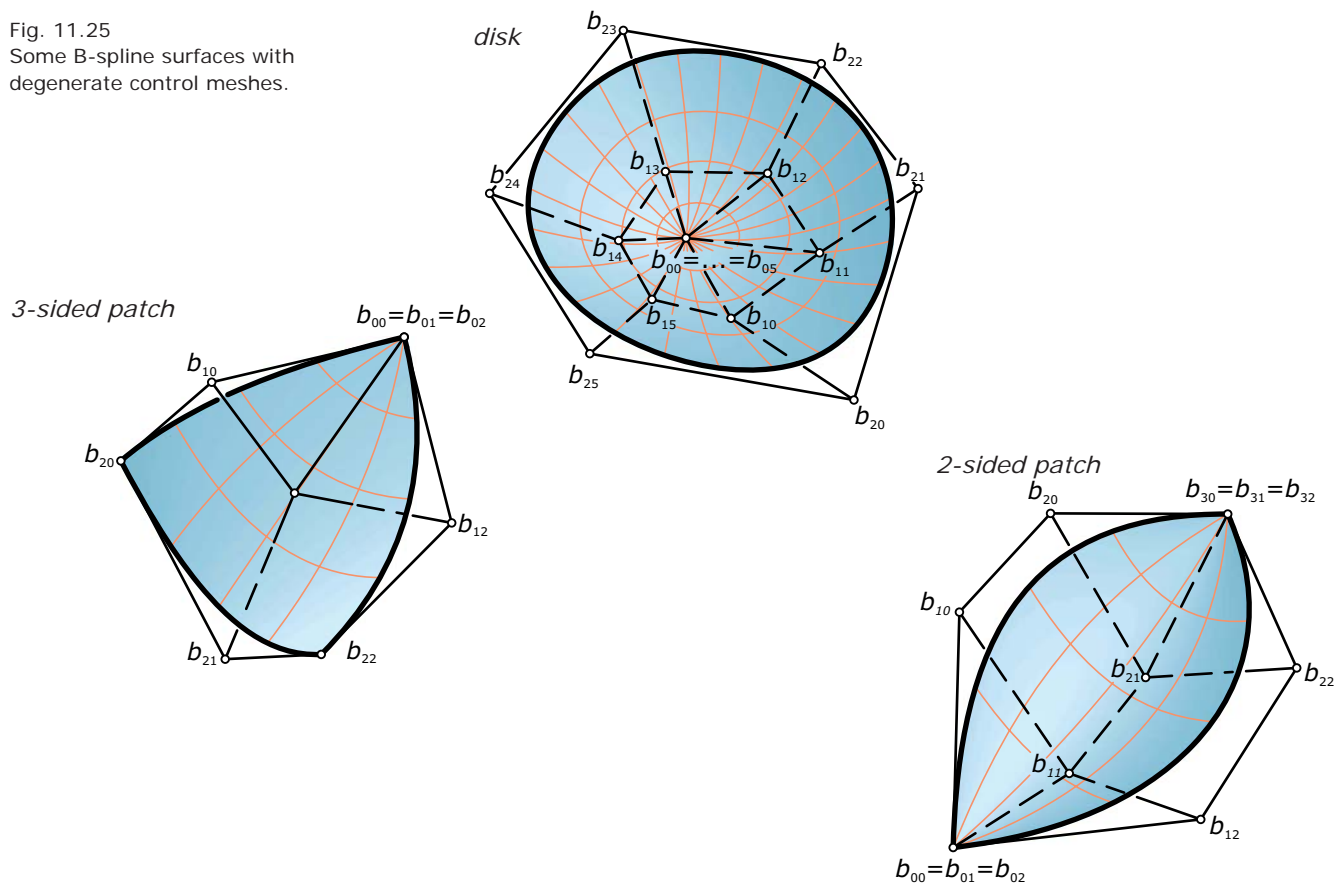 Fig. 11.25
Some B-spline surfaces with
degenerate control meshes.
disk
b₂₃
b₂₂
b₁₃
b₁₂
b₂₄
b₂₁
b₁₄
b₀₀=...=b₀₅
b₁₁
b₁₅
b₁₀
b₂₅
b₂₀
3-sided patch
b₀₀=b₀₁=b₀₂
b₁₀
b₂₀
b₁₂
b₂₁
b₂₂
2-sided patch
b₂₀
b₃₀=b₃₁=b₃₂
b₁₀
b₂₁
b₂₂
b₁₁
b₁₂
b₀₀=b₀₁=b₀₂